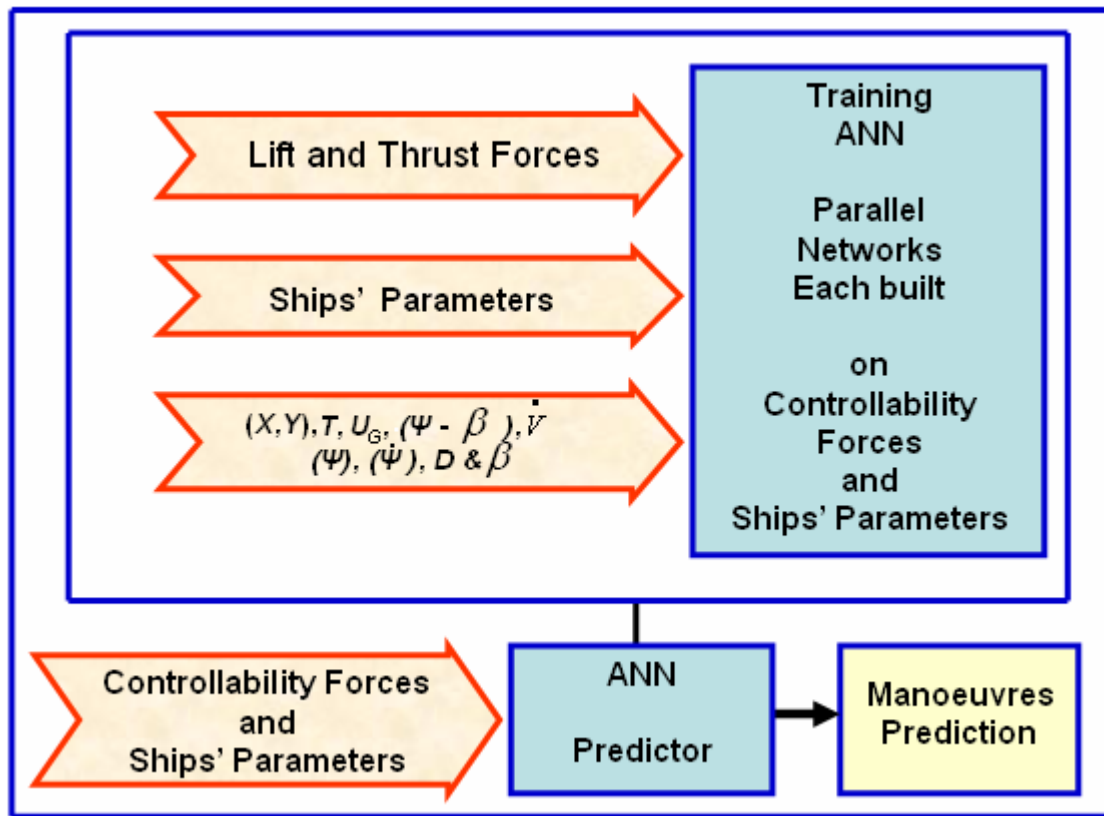 Lift and Thrust Forces
Ships' Parameters
(X,Y), T, U_G, (Ψ - β ), V̇
(Ψ), (Ψ̇), D & β
Training
ANN
Parallel
Networks
Each built
on
Controllability
Forces
and
Ships' Parameters
Controllability Forces
and
Ships' Parameters
ANN
Predictor
Manoeuvres
Prediction